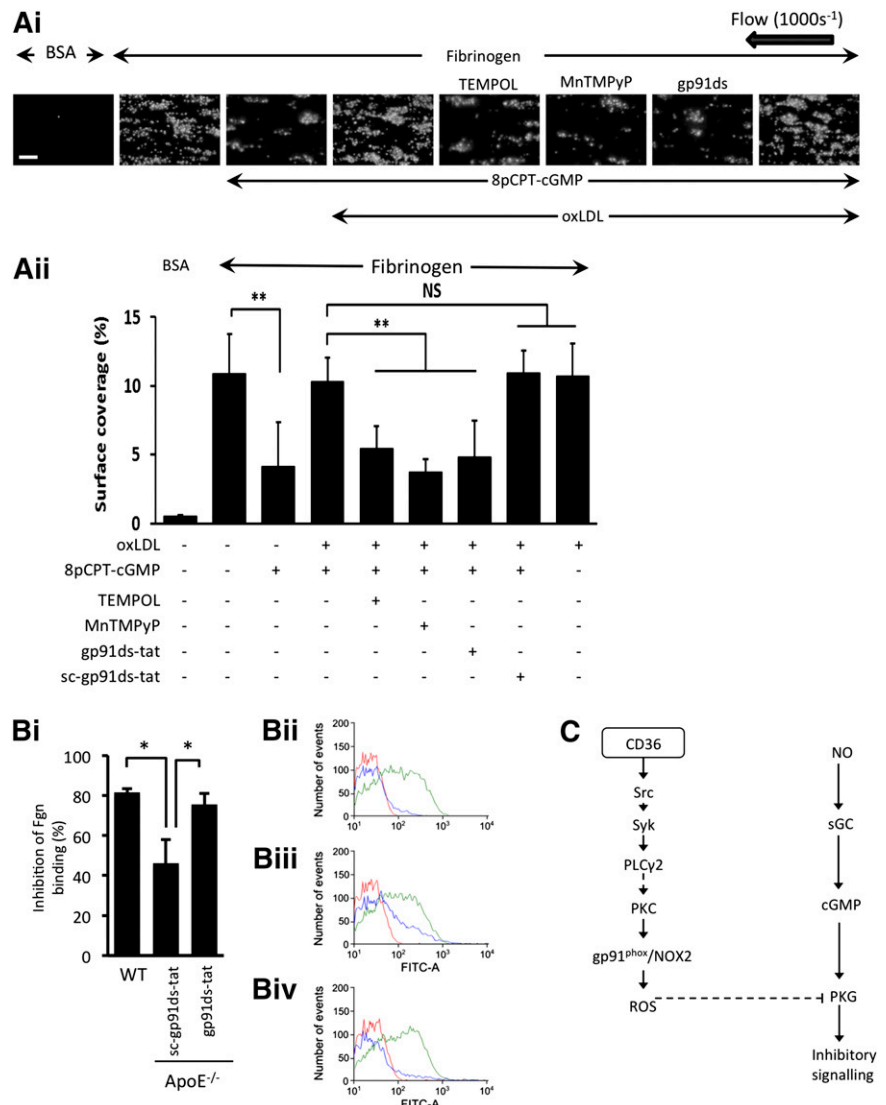 Ai
Flow (1000s⁻¹)
BSA
Fibrinogen
TEMPOL MnTMPyP gp91ds
8pCPT-cGMP
oxLDL
Aii
BSA Fibrinogen
NS
** **
Surface coverage (%)
15
10
5
0
oxLDL - - - + + + + + +
8pCPT-cGMP - - + + + + + + -
TEMPOL - - - - + - - - -
MnTMPyP - - - - - + - - -
gp91ds-tat - - - - - - + - -
sc-gp91ds-tat - - - - - - - + -
Bi
* *
Inhibition of Fgn
binding (%)
100
80
60
40
20
0
WT
sc-gp91ds-tat
gp91ds-tat
ApoE⁻/⁻
Bii
Number of events
200
150
100
50
0
10¹ 10² 10³ 10⁴
Biii
Number of events
200
150
100
50
0
10¹ 10² 10³ 10⁴
FITC-A
Biv
Number of events
200
150
100
50
0
10¹ 10² 10³ 10⁴
FITC-A
C
CD36
Src
Syk
PLCγ2
PKC
gp91ᵖʰᵒˣ/NOX2
ROS
NO
sGC
cGMP
PKG
Inhibitory
signalling